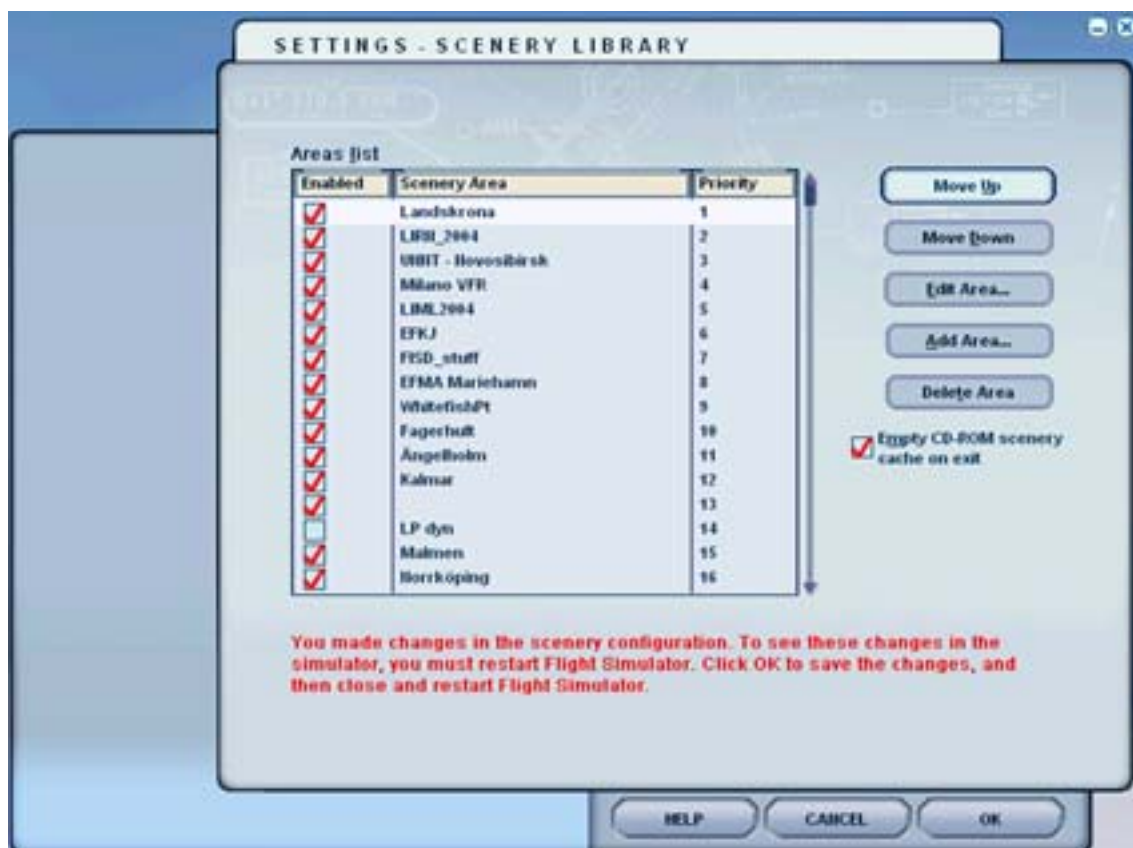 SETTINGS - SCENERY LIBRARY
Areas list
Enabled Scenery Area Priority
Landskrona 1
LIRN_2004 2
UIBIT - Novosibirsk 3
Milano VFR 4
LIML2004 5
EFKJ 6
FISD_stuff 7
EFMA Mariehamn 8
WhitefishPt 9
Fagerhult 10
Ängelholm 11
Kalmar 12
13
LP dyn 14
Malmen 15
Norrköping 16
Move Up
Move Down
Edit Area...
Add Area...
Delete Area
Empty CD-ROM scenery
cache on exit
You made changes in the scenery configuration. To see these changes in the
simulator, you must restart Flight Simulator. Click OK to save the changes, and
then close and restart Flight Simulator.
HELP CANCEL OK